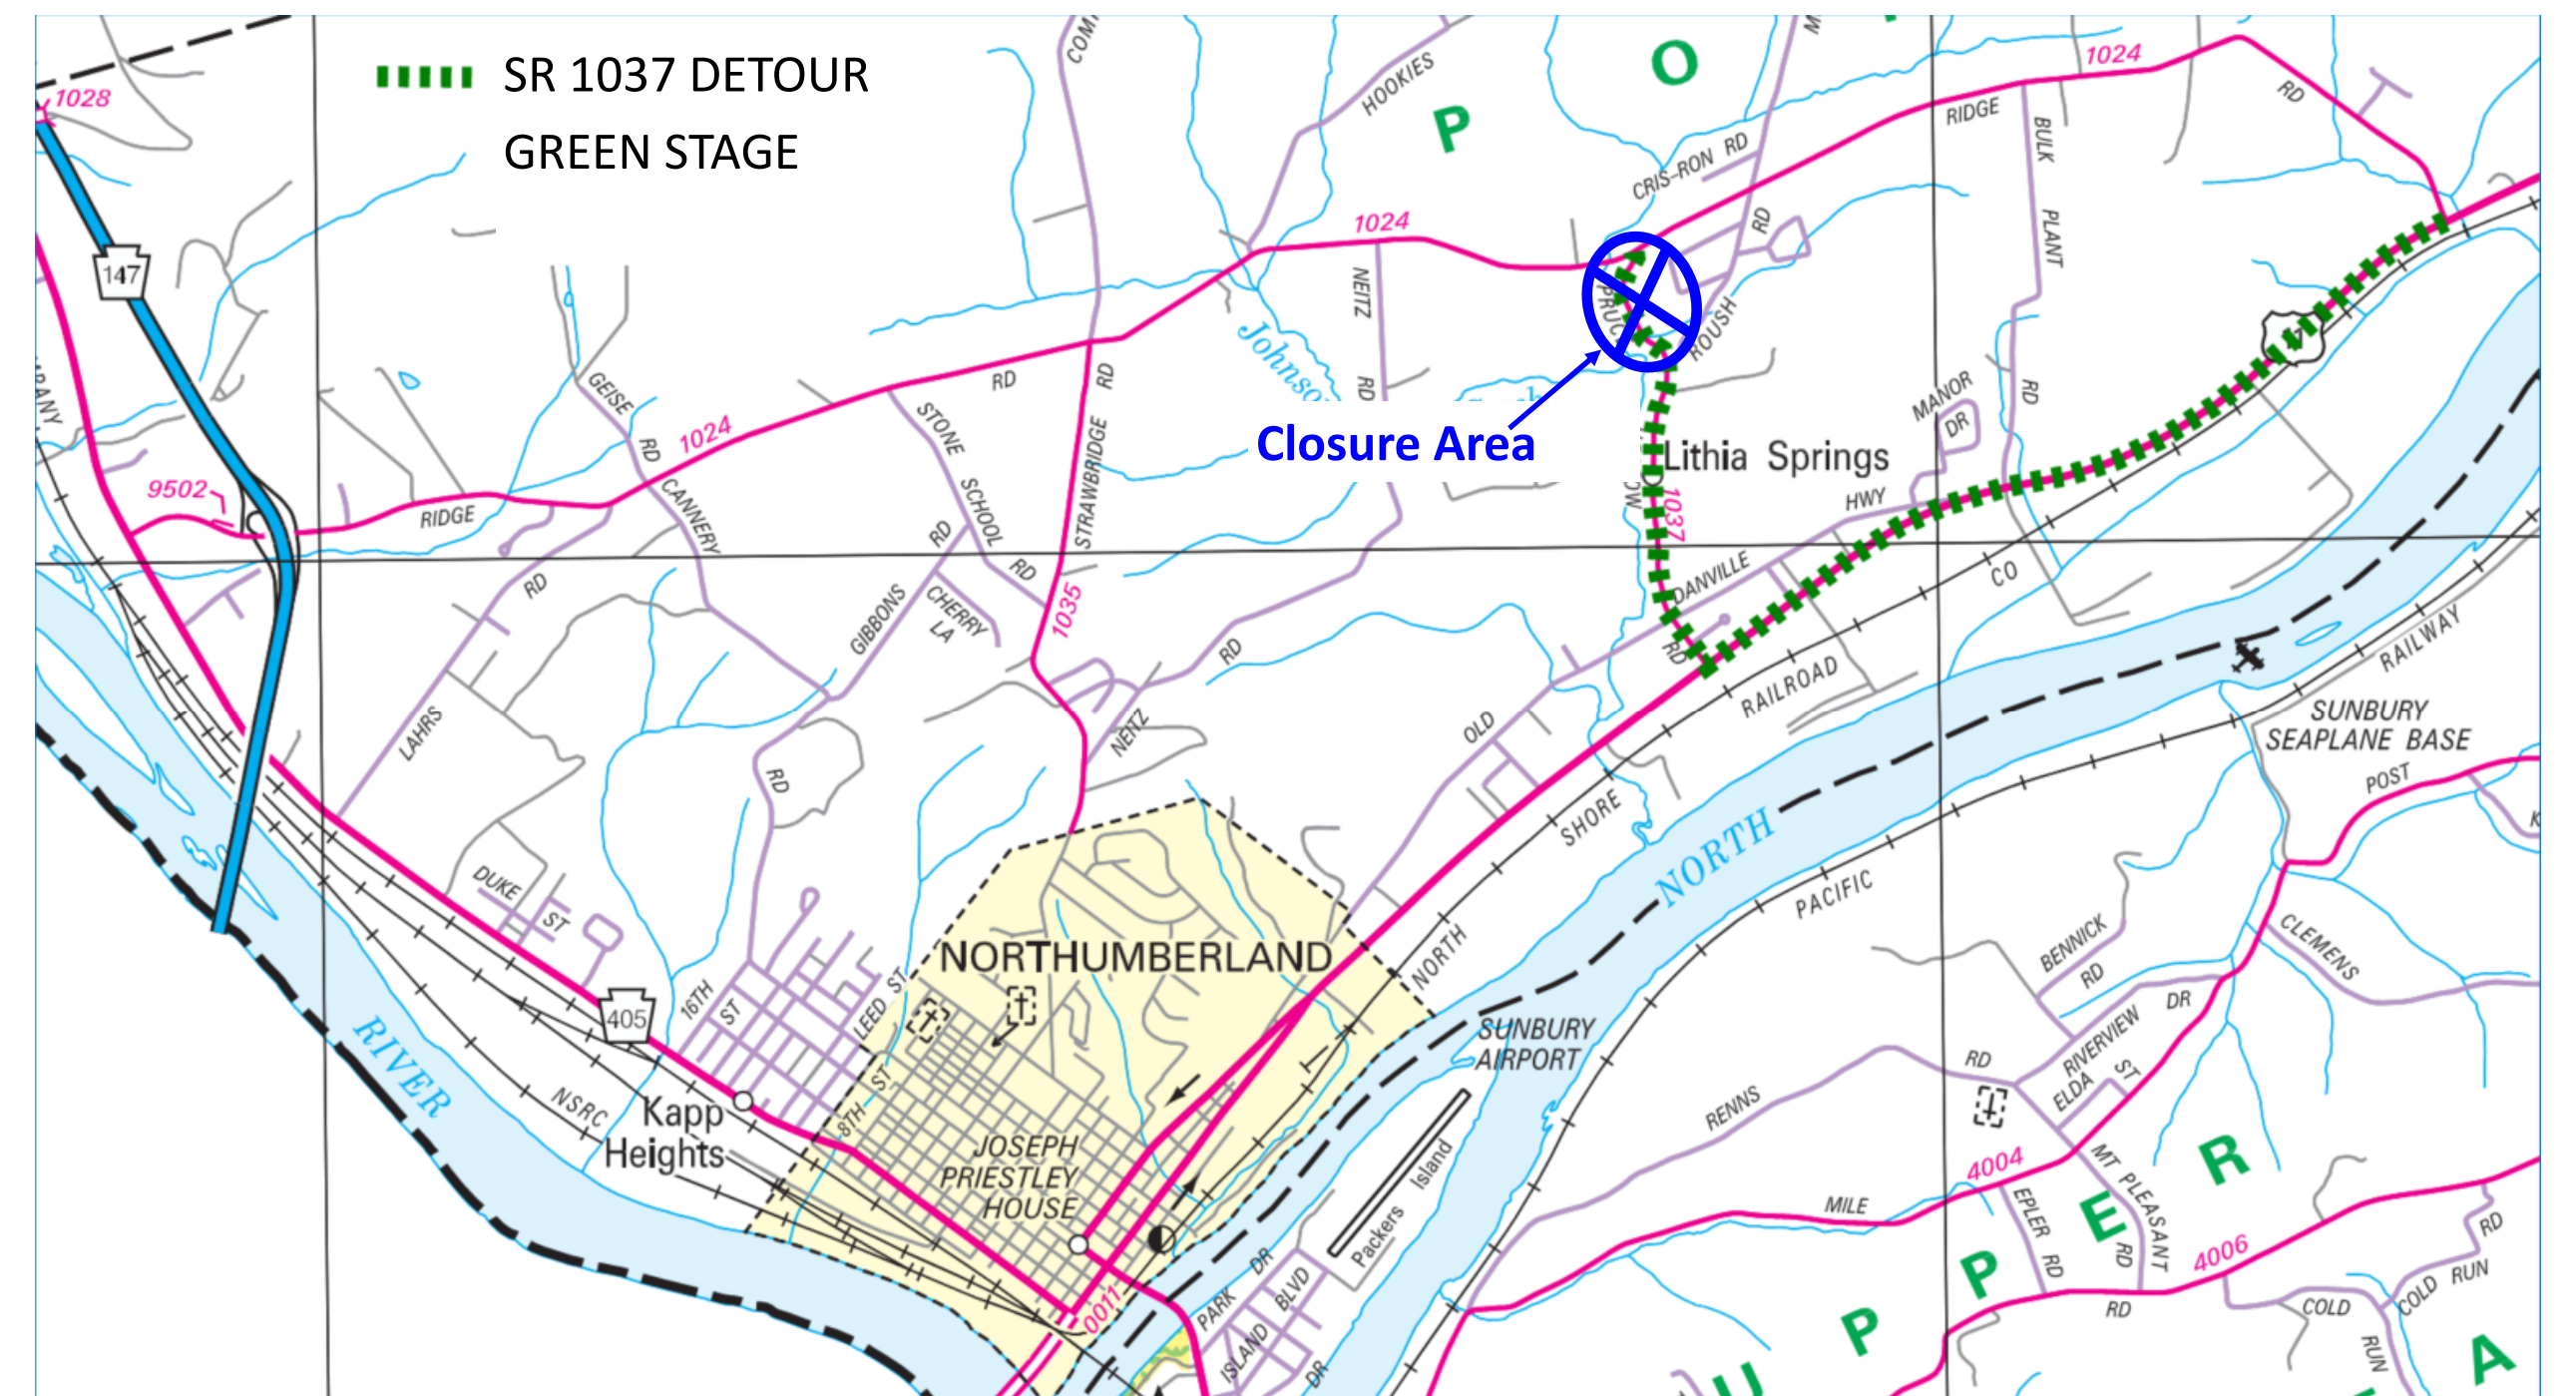 SR 1037 DETOUR
GREEN STAGE
1028
147
9502
1024
RIDGE
GEISE
RD
CANNERY
1024
RD
STONE
SCHOOL
RD
STRAWBRIDGE
RD
1035
HOOKIES
P
O
1024
NEITZ
RD
CRIS-RON RD
RIDGE
1024
RD
BULK
PLANT
RD
RD
ROUSH
Closure Area
Lithia Springs
1037
MANOR
DR
HWY
DANVILLE
RD
OLD
RAILROAD
CO
SHORE
NORTH
NORTH
PACIFIC
RAILWAY
SUNBURY
SEAPLANE BASE
POST
LAHRS
RD
GIBBONS
RD
CHERRY
LA
RD
NEITZ
RD
DUKE
ST
405
16TH
ST
LEED ST
8TH
ST
NORTHUMBERLAND
JOSEPH
PRIESTLEY
HOUSE
Kapp
Heights
NSRC
RIVER
0011
SUNBURY
AIRPORT
Packers
Island
PARK
DR
ISLAND
BLVD
DR
RENNS
RD
BENNICK
RD
RIVERVIEW
DR
ELDA
ST
CLEMENS
MILE
4004
EPLER
RD
MT PLEASANT
RD
4006
RD
COLD
RUN
COLD
RUN
RD
U
P
P
E
R
A